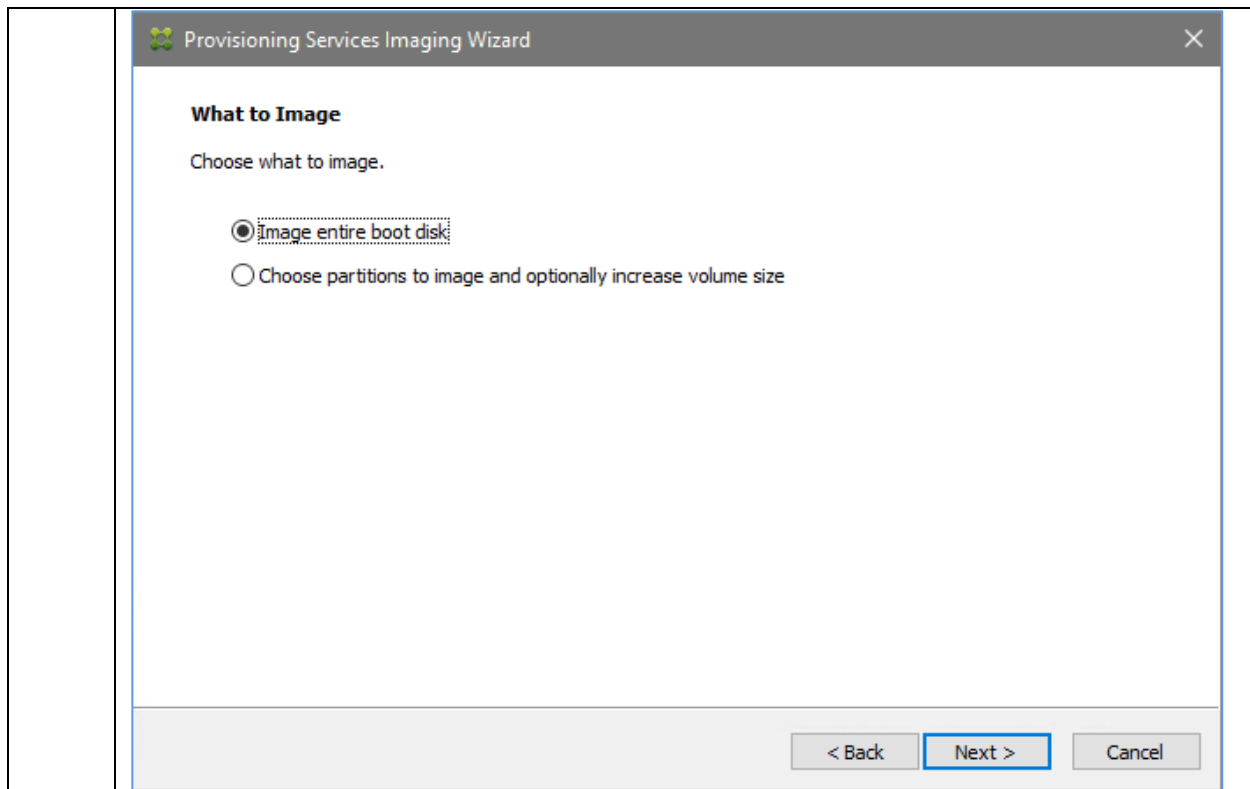 Provisioning Services Imaging Wizard
What to Image
Choose what to image.
Image entire boot disk
Choose partitions to image and optionally increase volume size
< Back Next > Cancel